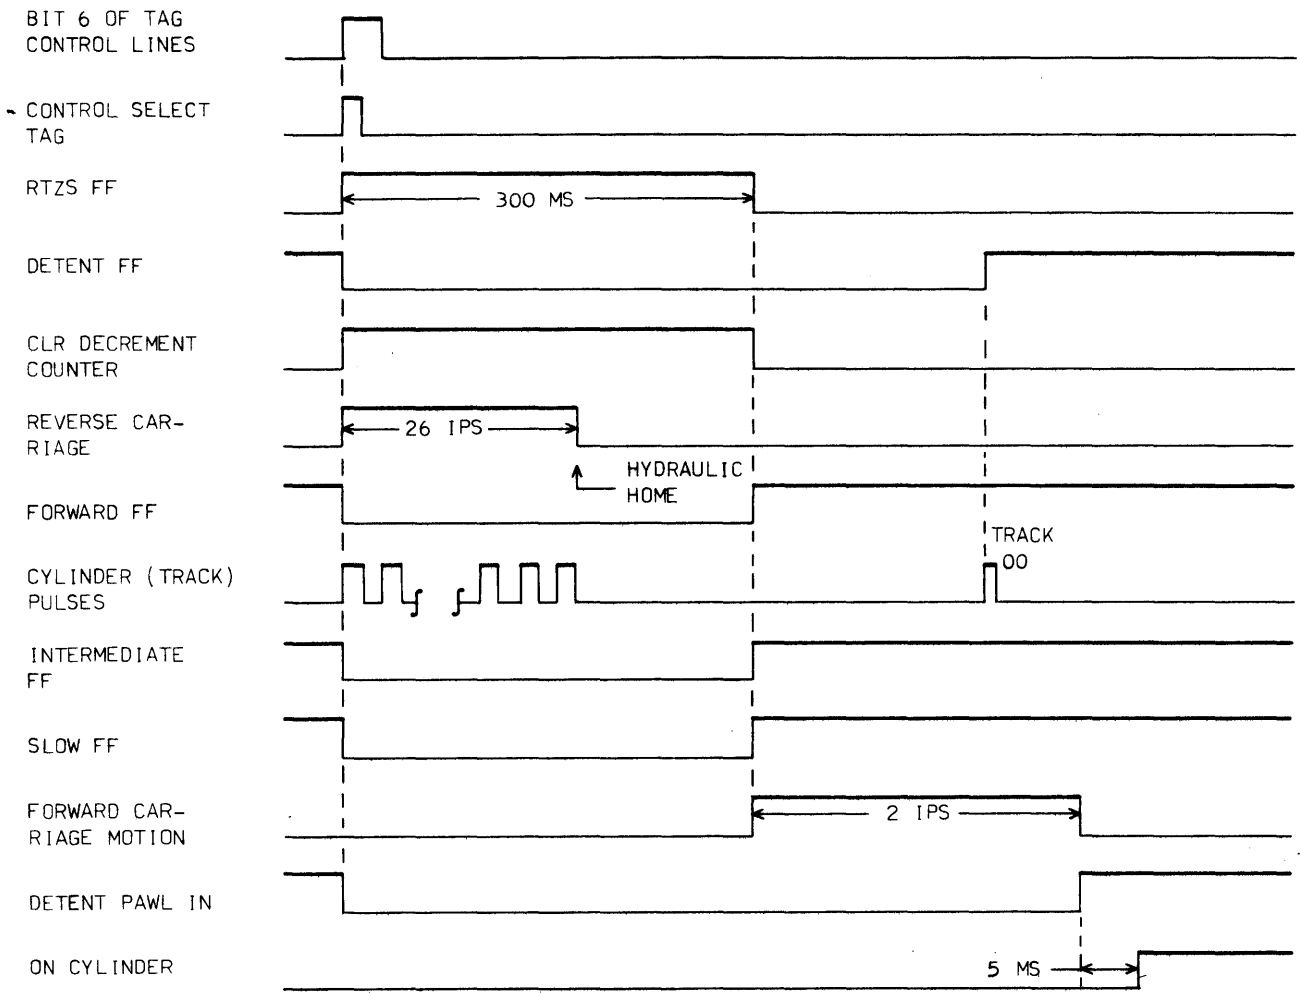 BIT 6 OF TAG
CONTROL LINES
CONTROL SELECT
TAG
RTZS FF
300 MS
DETENT FF
CLR DECREMENT
COUNTER
REVERSE CAR-
RIAGE
26 IPS
HYDRAULIC
HOME
FORWARD FF
TRACK
00
CYLINDER (TRACK)
PULSES
INTERMEDIATE
FF
SLOW FF
FORWARD CAR-
RIAGE MOTION
2 IPS
DETENT PAWL IN
ON CYLINDER
5 MS